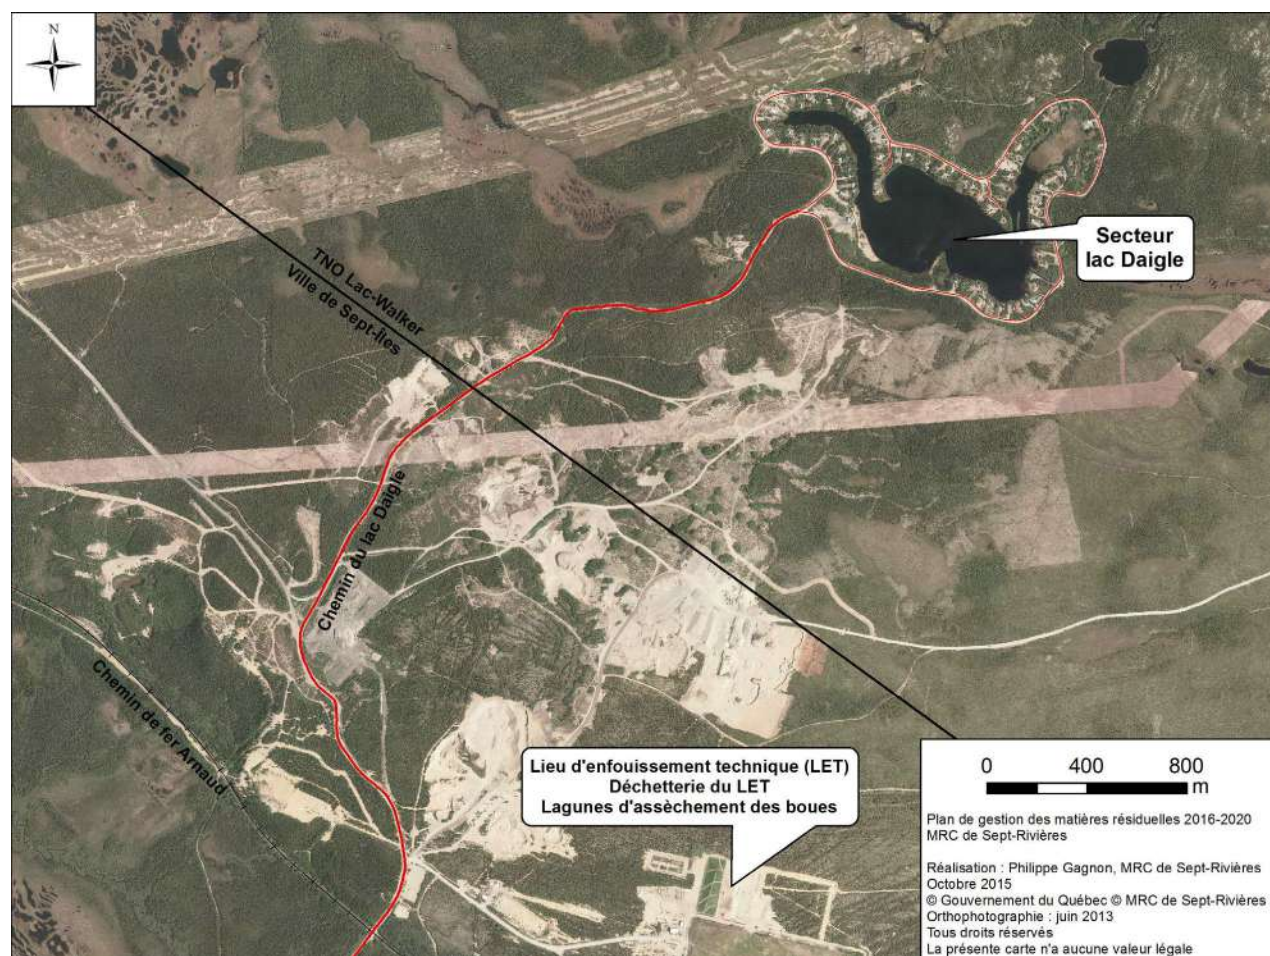 N
Secteur
lac Daigle
TNO Lac-Walker
Ville de Sept-Îles
Chemin du lac Daigle
Chemin de fer Arnaud
Lieu d'enfouissement technique (LET)
Déchetterie du LET
Lagunes d'assèchement des boues
0 400 800
m
Plan de gestion des matières résiduelles 2016-2020
MRC de Sept-Rivières
Réalisation : Philippe Gagnon, MRC de Sept-Rivières
Octobre 2015
© Gouvernement du Québec © MRC de Sept-Rivières
Orthophotographie : juin 2013
Tous droits réservés
La présente carte n'a aucune valeur légale